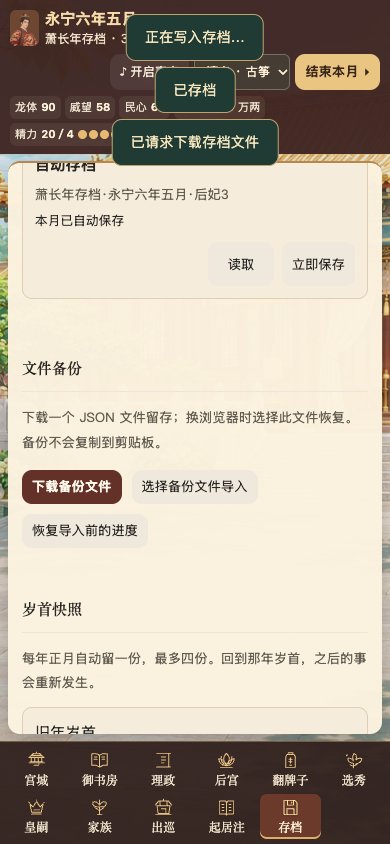 永宁六年五月
萧长年存档 · 3
正在写入存档…
♪ 开启
· 古筝
结束本月
已存档
龙体 90
威望 58
民心 6
万两
精力 20 / 4
已请求下载存档文件
自动存档
萧长年存档·永宁六年五月·后妃3
本月已自动保存
读取
立即保存
文件备份
下载一个 JSON 文件留存；换浏览器时选择此文件恢复。
备份不会复制到剪贴板。
下载备份文件
选择备份文件导入
恢复导入前的进度
岁首快照
每年正月自动留一份，最多四份。回到那年岁首，之后的事
会重新发生。
旧年岁首
宫城
御书房
理政
后宫
翻牌子
选秀
皇嗣
家族
出巡
起居注
存档